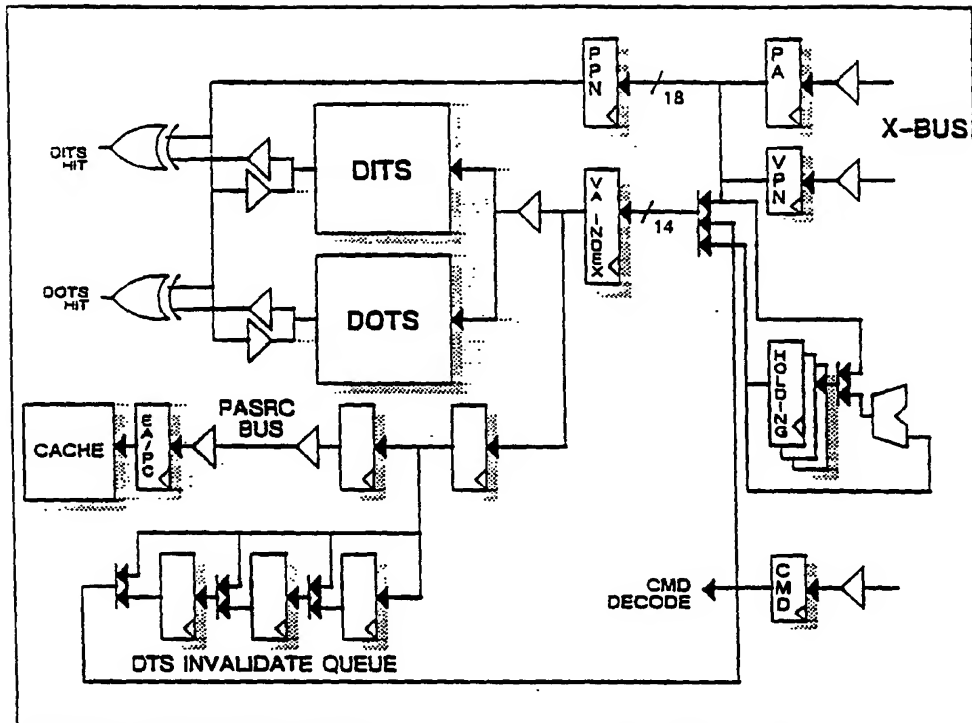 PPN
PA
18
X-BUS
DITS
HIT
DITS
VPN
VA INDEX
14
DOTS
HIT
DOTS
HOLDING
CACHE
EA/PC
PASRC
BUS
CMD
DECODE
CMD
DTS INVALIDATE QUEUE